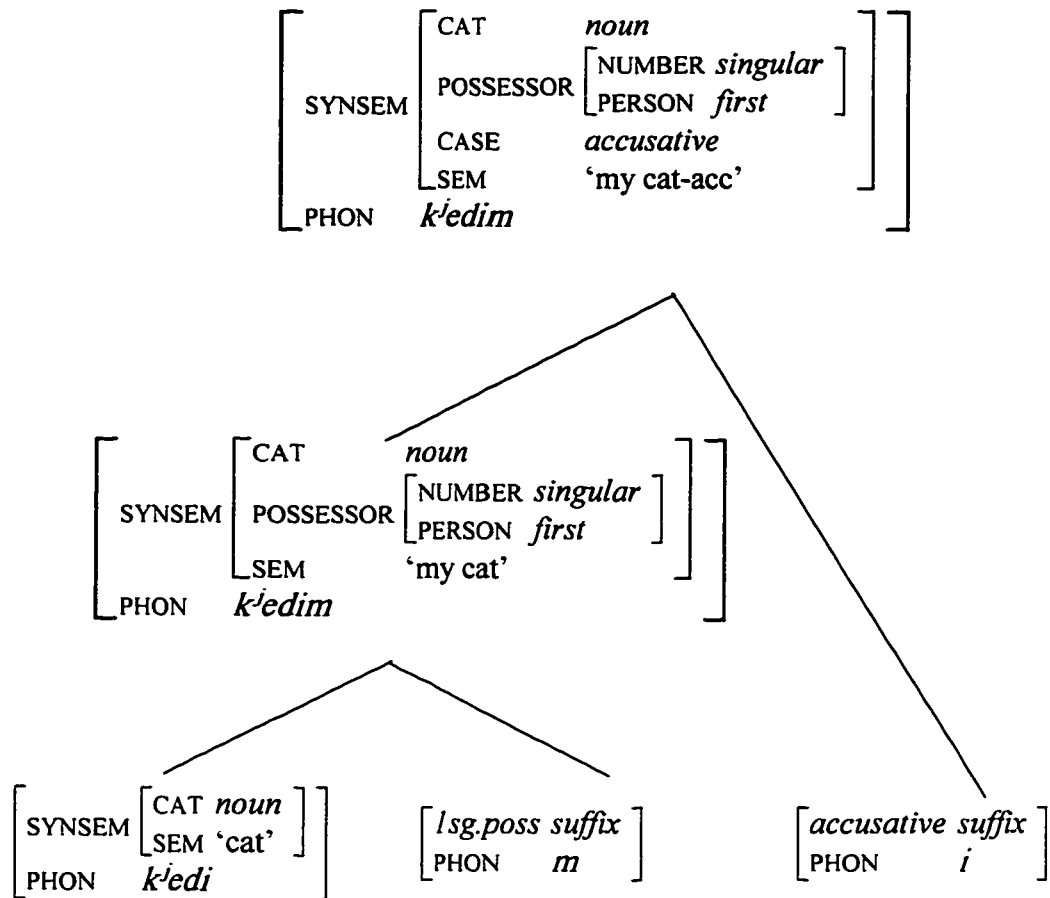 CAT noun
NUMBER singular
POSSESSOR
PERSON first
SYNSEM
CASE accusative
SEM ‘my cat-acc’
PHON kʲedim
CAT noun
NUMBER singular
SYNSEM POSSESSOR
PERSON first
SEM ‘my cat’
PHON kʲedim
CAT noun
SYNSEM
SEM ‘cat’
PHON kʲedi
1sg.poss suffix
PHON m
accusative suffix
PHON i